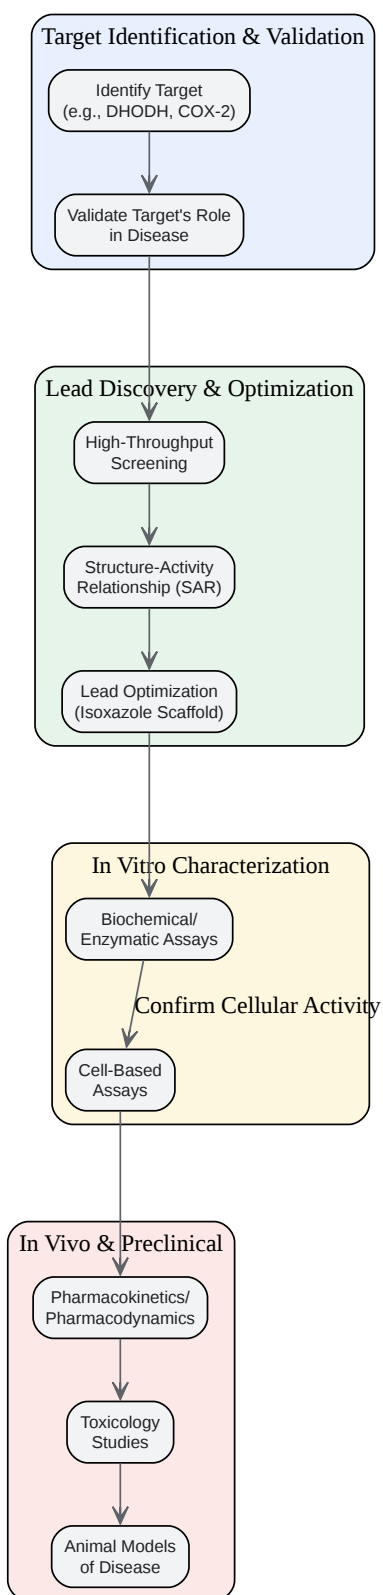 Target Identification & Validation
Identify Target
(e.g., DHODH, COX-2)
Validate Target's Role
in Disease
Lead Discovery & Optimization
High-Throughput
Screening
Structure-Activity
Relationship (SAR)
Lead Optimization
(Isoxazole Scaffold)
In Vitro Characterization
Biochemical/
Enzymatic Assays
Confirm Cellular Activity
Cell-Based
Assays
In Vivo & Preclinical
Pharmacokinetics/
Pharmacodynamics
Toxicology
Studies
Animal Models
of Disease